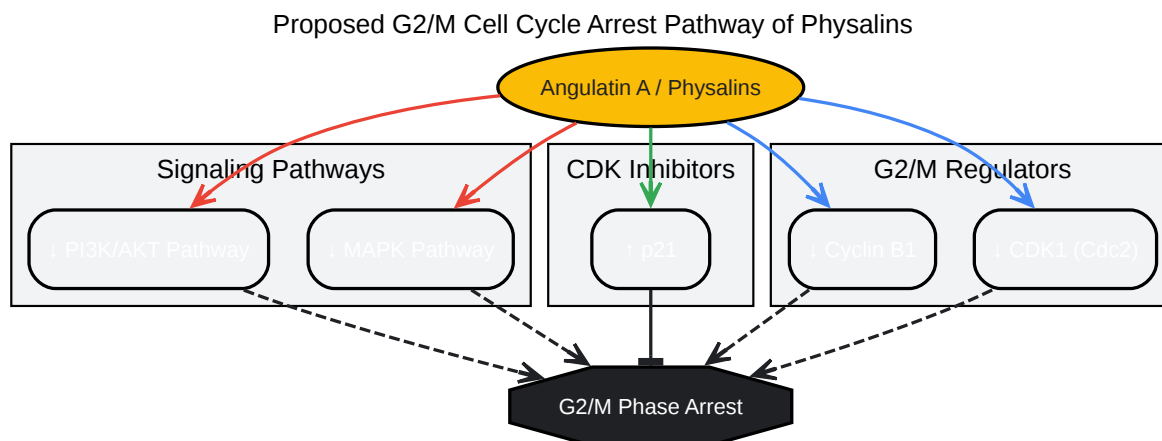 Proposed G2/M Cell Cycle Arrest Pathway of Physalins
Angulatin A / Physalins
Signaling Pathways
CDK Inhibitors
G2/M Regulators
↓ PI3K/AKT Pathway
↓ MAPK Pathway
↑ p21
↓ Cyclin B1
↓ CDK1 (Cdc2)
G2/M Phase Arrest